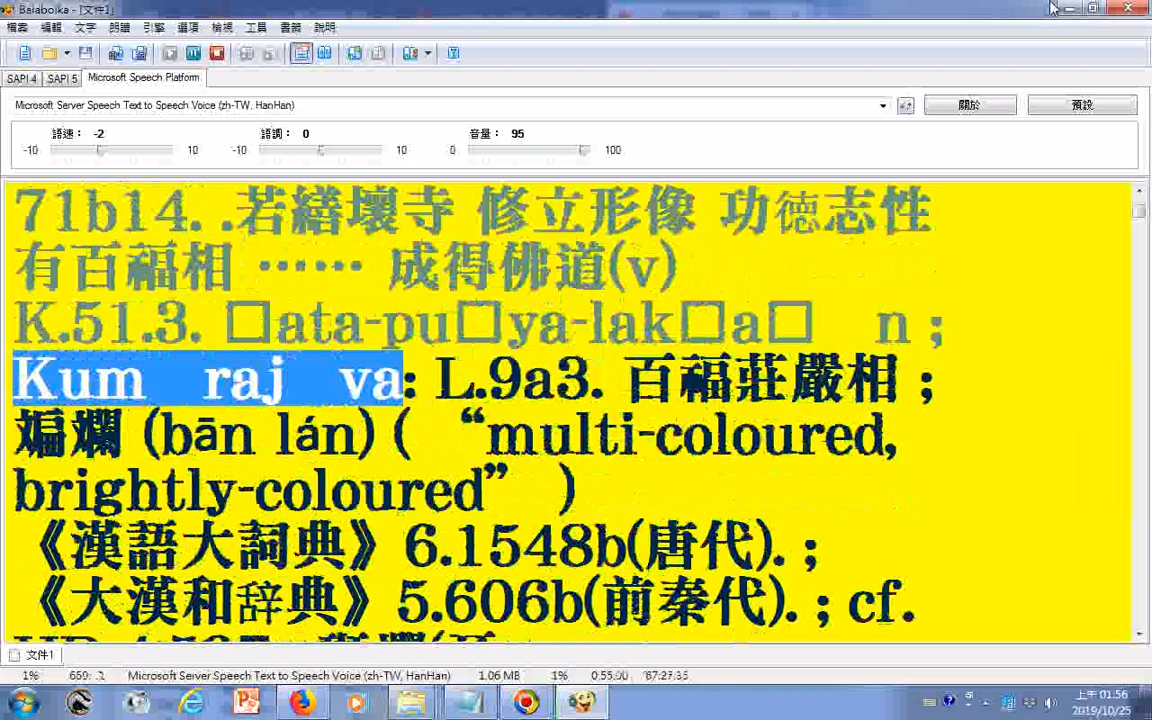 Balabolka - [文件1]
檔案 編輯 文字 朗讀 引擎 選項 檢視 工具 書籤 說明
SAPI 4 SAPI 5 Microsoft Speech Platform
Microsoft Server Speech Text to Speech Voice (zh-TW, HanHan)
關於 預設
語速： -2 語調： 0 音量： 95
-10 10 -10 10 0 100
71b14. .若繕壞寺 修立形像 功德志性
有百福相 …… 成得佛道(v)
K.51.3. □ata-pu□ya-lak□a□ n ;
Kum raj va: L.9a3. 百福莊嚴相 ;
斒斕 (bān lán) ( “multi-coloured,
brightly-coloured” )
《漢語大詞典》 6.1548b(唐代). ;
《大漢和辞典》 5.606b(前秦代). ; cf.
文件1
1% Microsoft Server Speech Text to Speech Voice (zh-TW, HanHan) 1.06 MB 1%
上午 01:56
2019/10/25